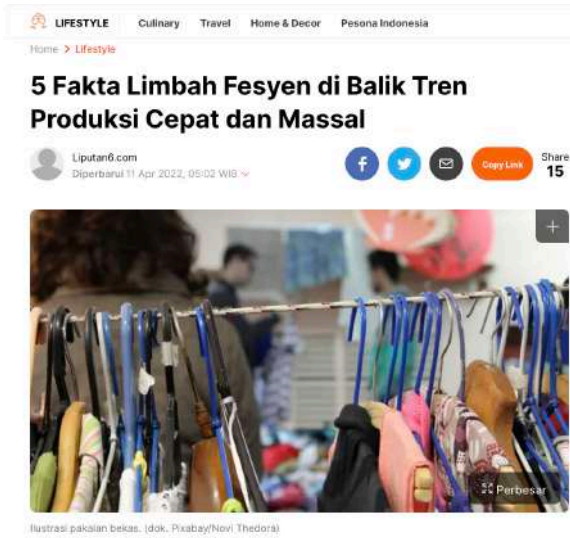 LIFESTYLE Culinary Travel Home & Decor Pesona Indonesia
Home > Lifestyle
5 Fakta Limbah Fesyen di Balik Tren
Produksi Cepat dan Massal
Liputan6.com
Diperbarui 11 Apr 2022, 05:02 WIB
f
Copy Link
Share
15
Perbesar
Ilustrasi pakaian bekas. (dok. Pixabay/Novi Thedora)